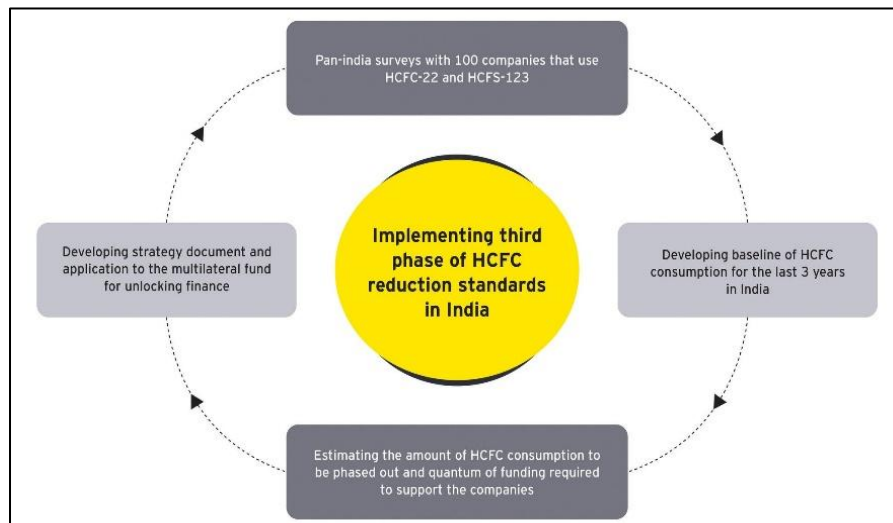 Pan-india surveys with 100 companies that use
HCFC-22 and HCFS-123
Developing strategy document and
application to the multilateral fund
for unlocking finance
Implementing third
phase of HCFC
reduction standards
in India
Developing baseline of HCFC
consumption for the last 3 years
in India
Estimating the amount of HCFC consumption to
be phased out and quantum of funding required
to support the companies